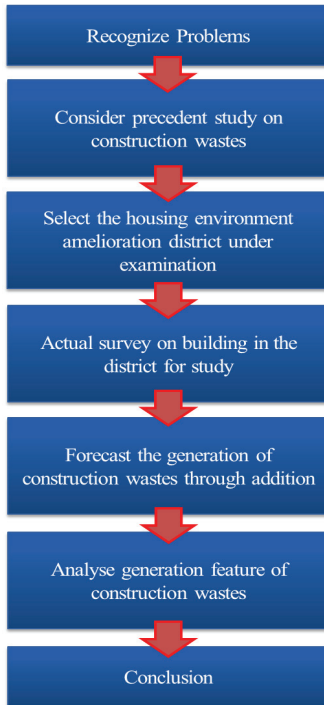 Recognize Problems
Consider precedent study on
construction wastes
Select the housing environment
amelioration district under
examination
Actual survey on building in the
district for study
Forecast the generation of
construction wastes through addition
Analyse generation feature of
construction wastes
Conclusion